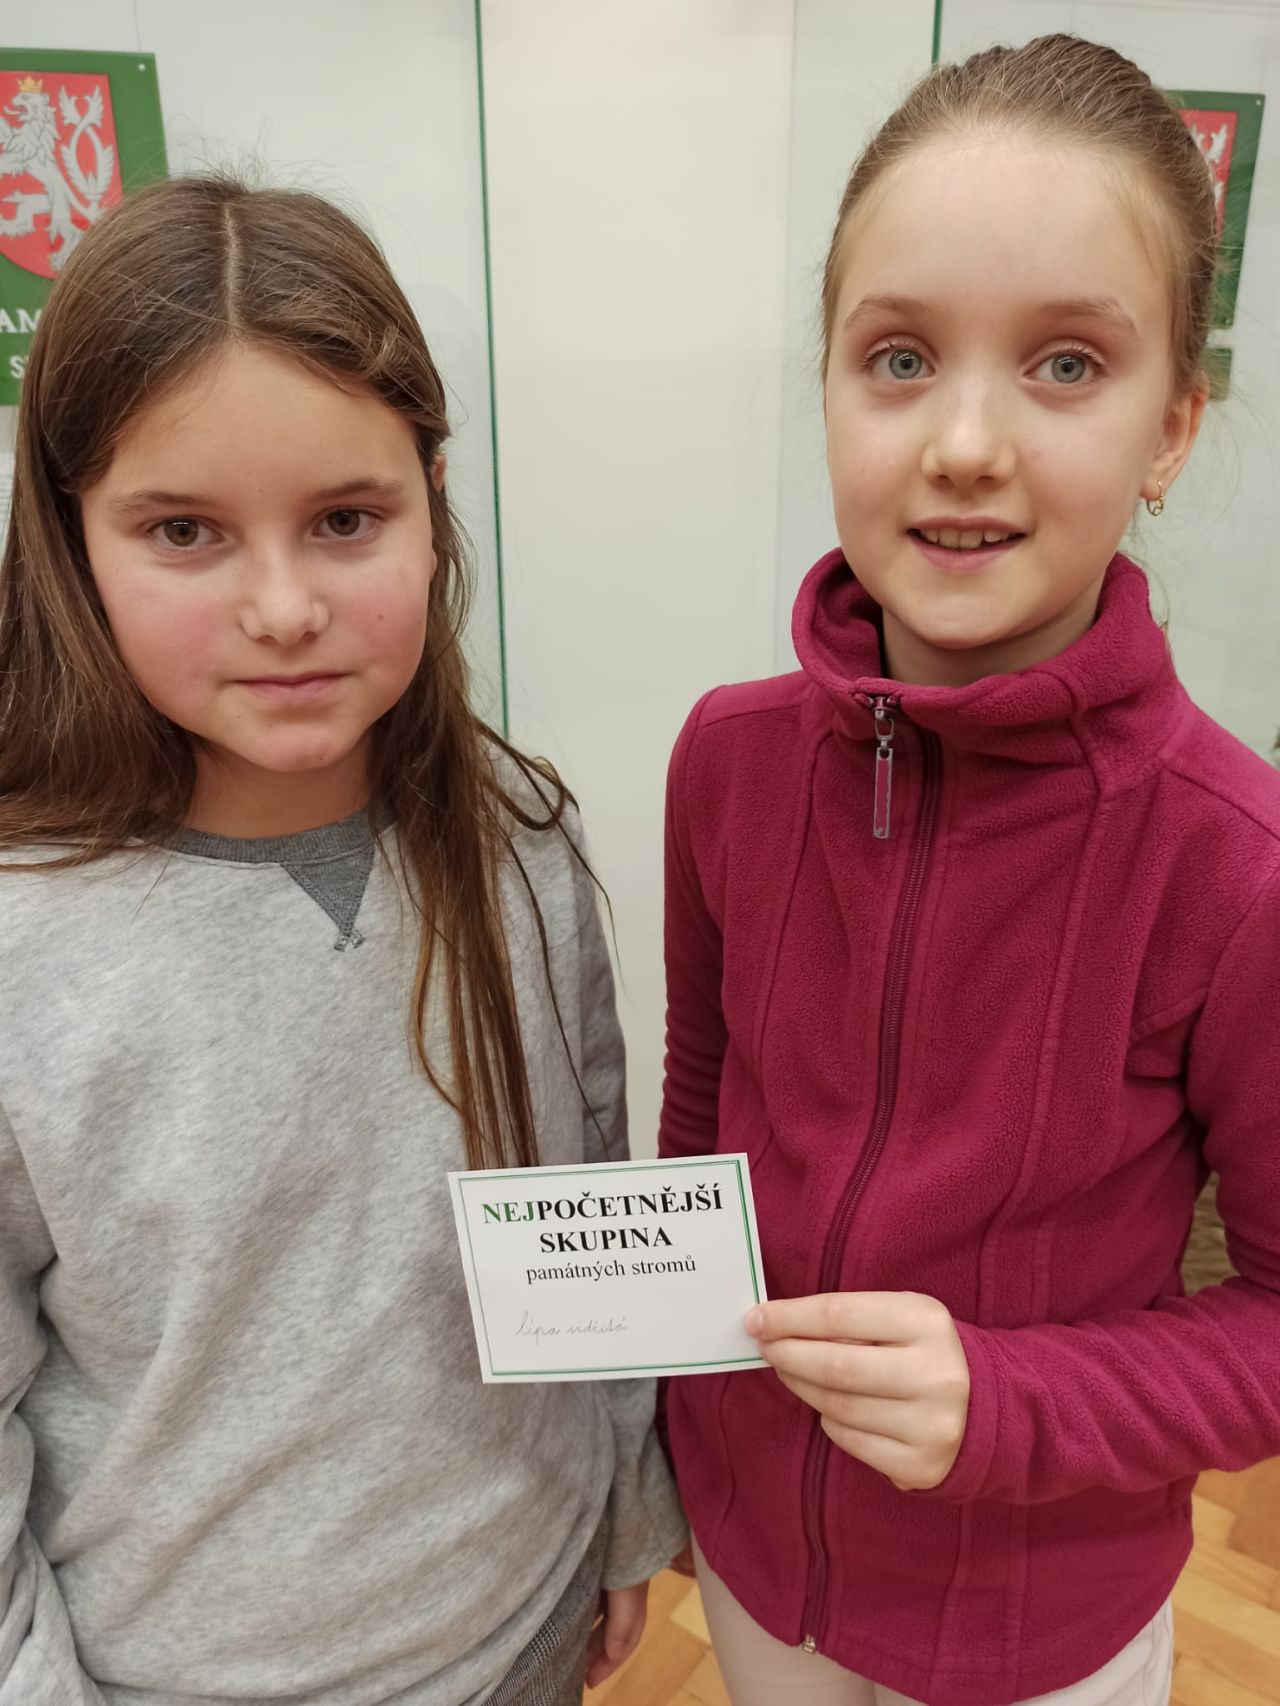 NEJPOČETNĚJŠÍ
SKUPINA
památných stromů
lípa srdčitá